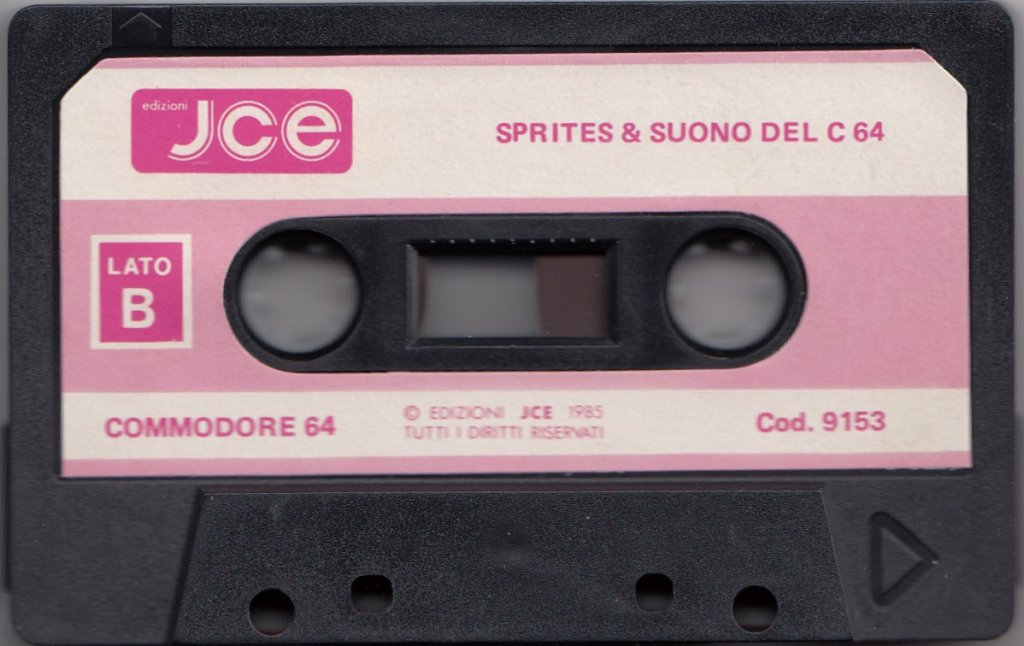 edizioni
JCE
SPRITES & SUONO DEL C 64
LATO
B
COMMODORE 64
© EDIZIONI JCE 1985
TUTTI I DIRITTI RISERVATI
Cod. 9153